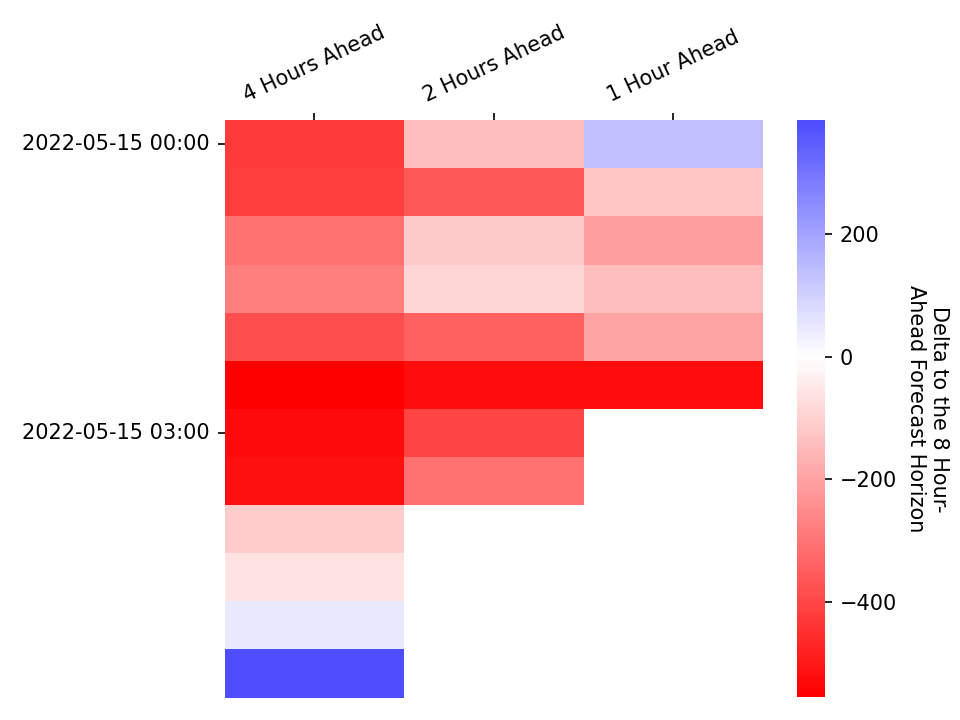 4 Hours Ahead
2 Hours Ahead
1 Hour Ahead
2022-05-15 00:00
2022-05-15 03:00
200
0
−200
−400
Delta to the 8 Hour-
Ahead Forecast Horizon